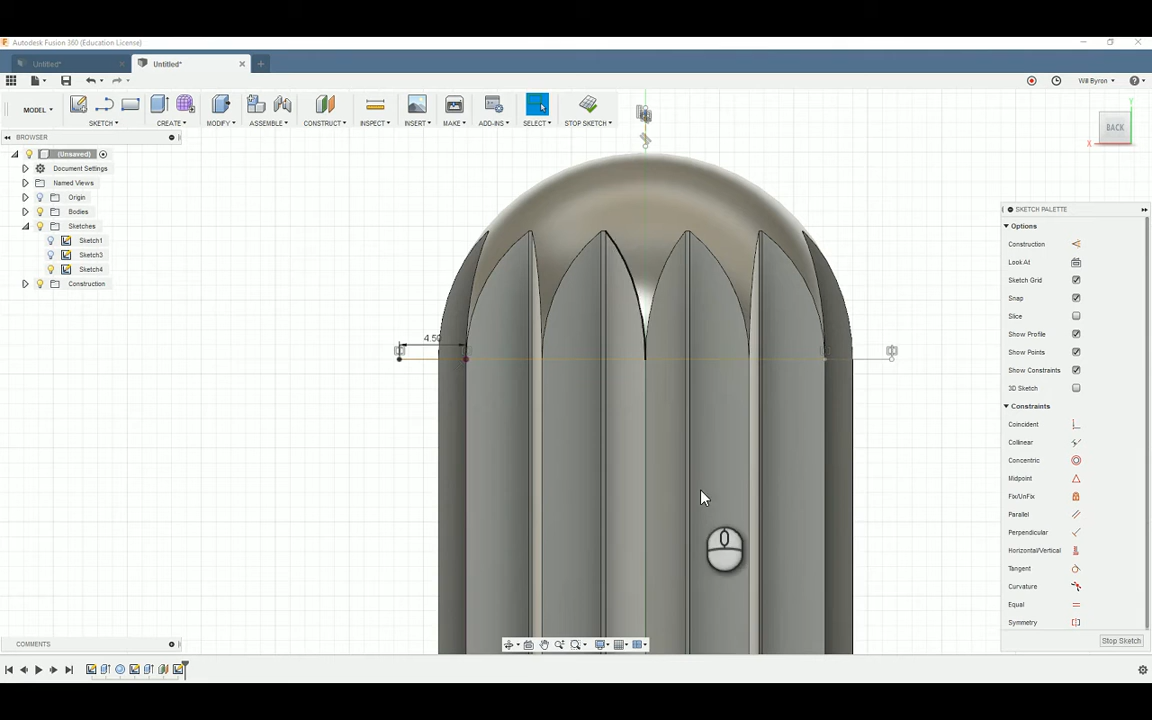 Autodesk Fusion 360 (Education License)
Untitled*
Untitled*
MODEL
SKETCH
CREATE
MODIFY
ASSEMBLE
CONSTRUCT
INSPECT
INSERT
MAKE
ADD-INS
SELECT
STOP SKETCH
Will Byron
BROWSER
(Unsaved)
Document Settings
Named Views
Origin
Bodies
Sketches
Sketch1
Sketch3
Sketch4
Construction
4.50
BACK
X
Y
SKETCH PALETTE
Options
Construction
Look At
Sketch Grid
Snap
Slice
Show Profile
Show Points
Show Constraints
3D Sketch
Constraints
Coincident
Collinear
Concentric
Midpoint
Fix/UnFix
Parallel
Perpendicular
Horizontal/Vertical
Tangent
Curvature
Equal
Symmetry
Stop Sketch
COMMENTS